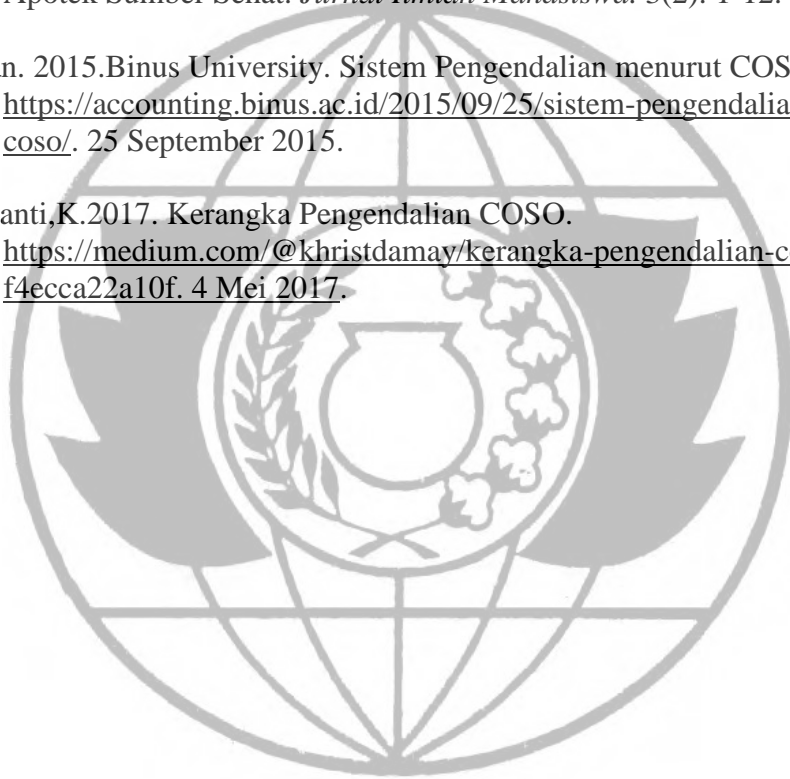 Apotek Sumber Sehat. Jurnal Ilmiah Mahasiswa. 3(2). 1-12.
an. 2015.Binus University. Sistem Pengendalian menurut COS
https://accounting.binus.ac.id/2015/09/25/sistem-pengendalia
coso/. 25 September 2015.
anti,K.2017. Kerangka Pengendalian COSO.
https://medium.com/@khristdamay/kerangka-pengendalian-c
f4ecca22a10f. 4 Mei 2017.